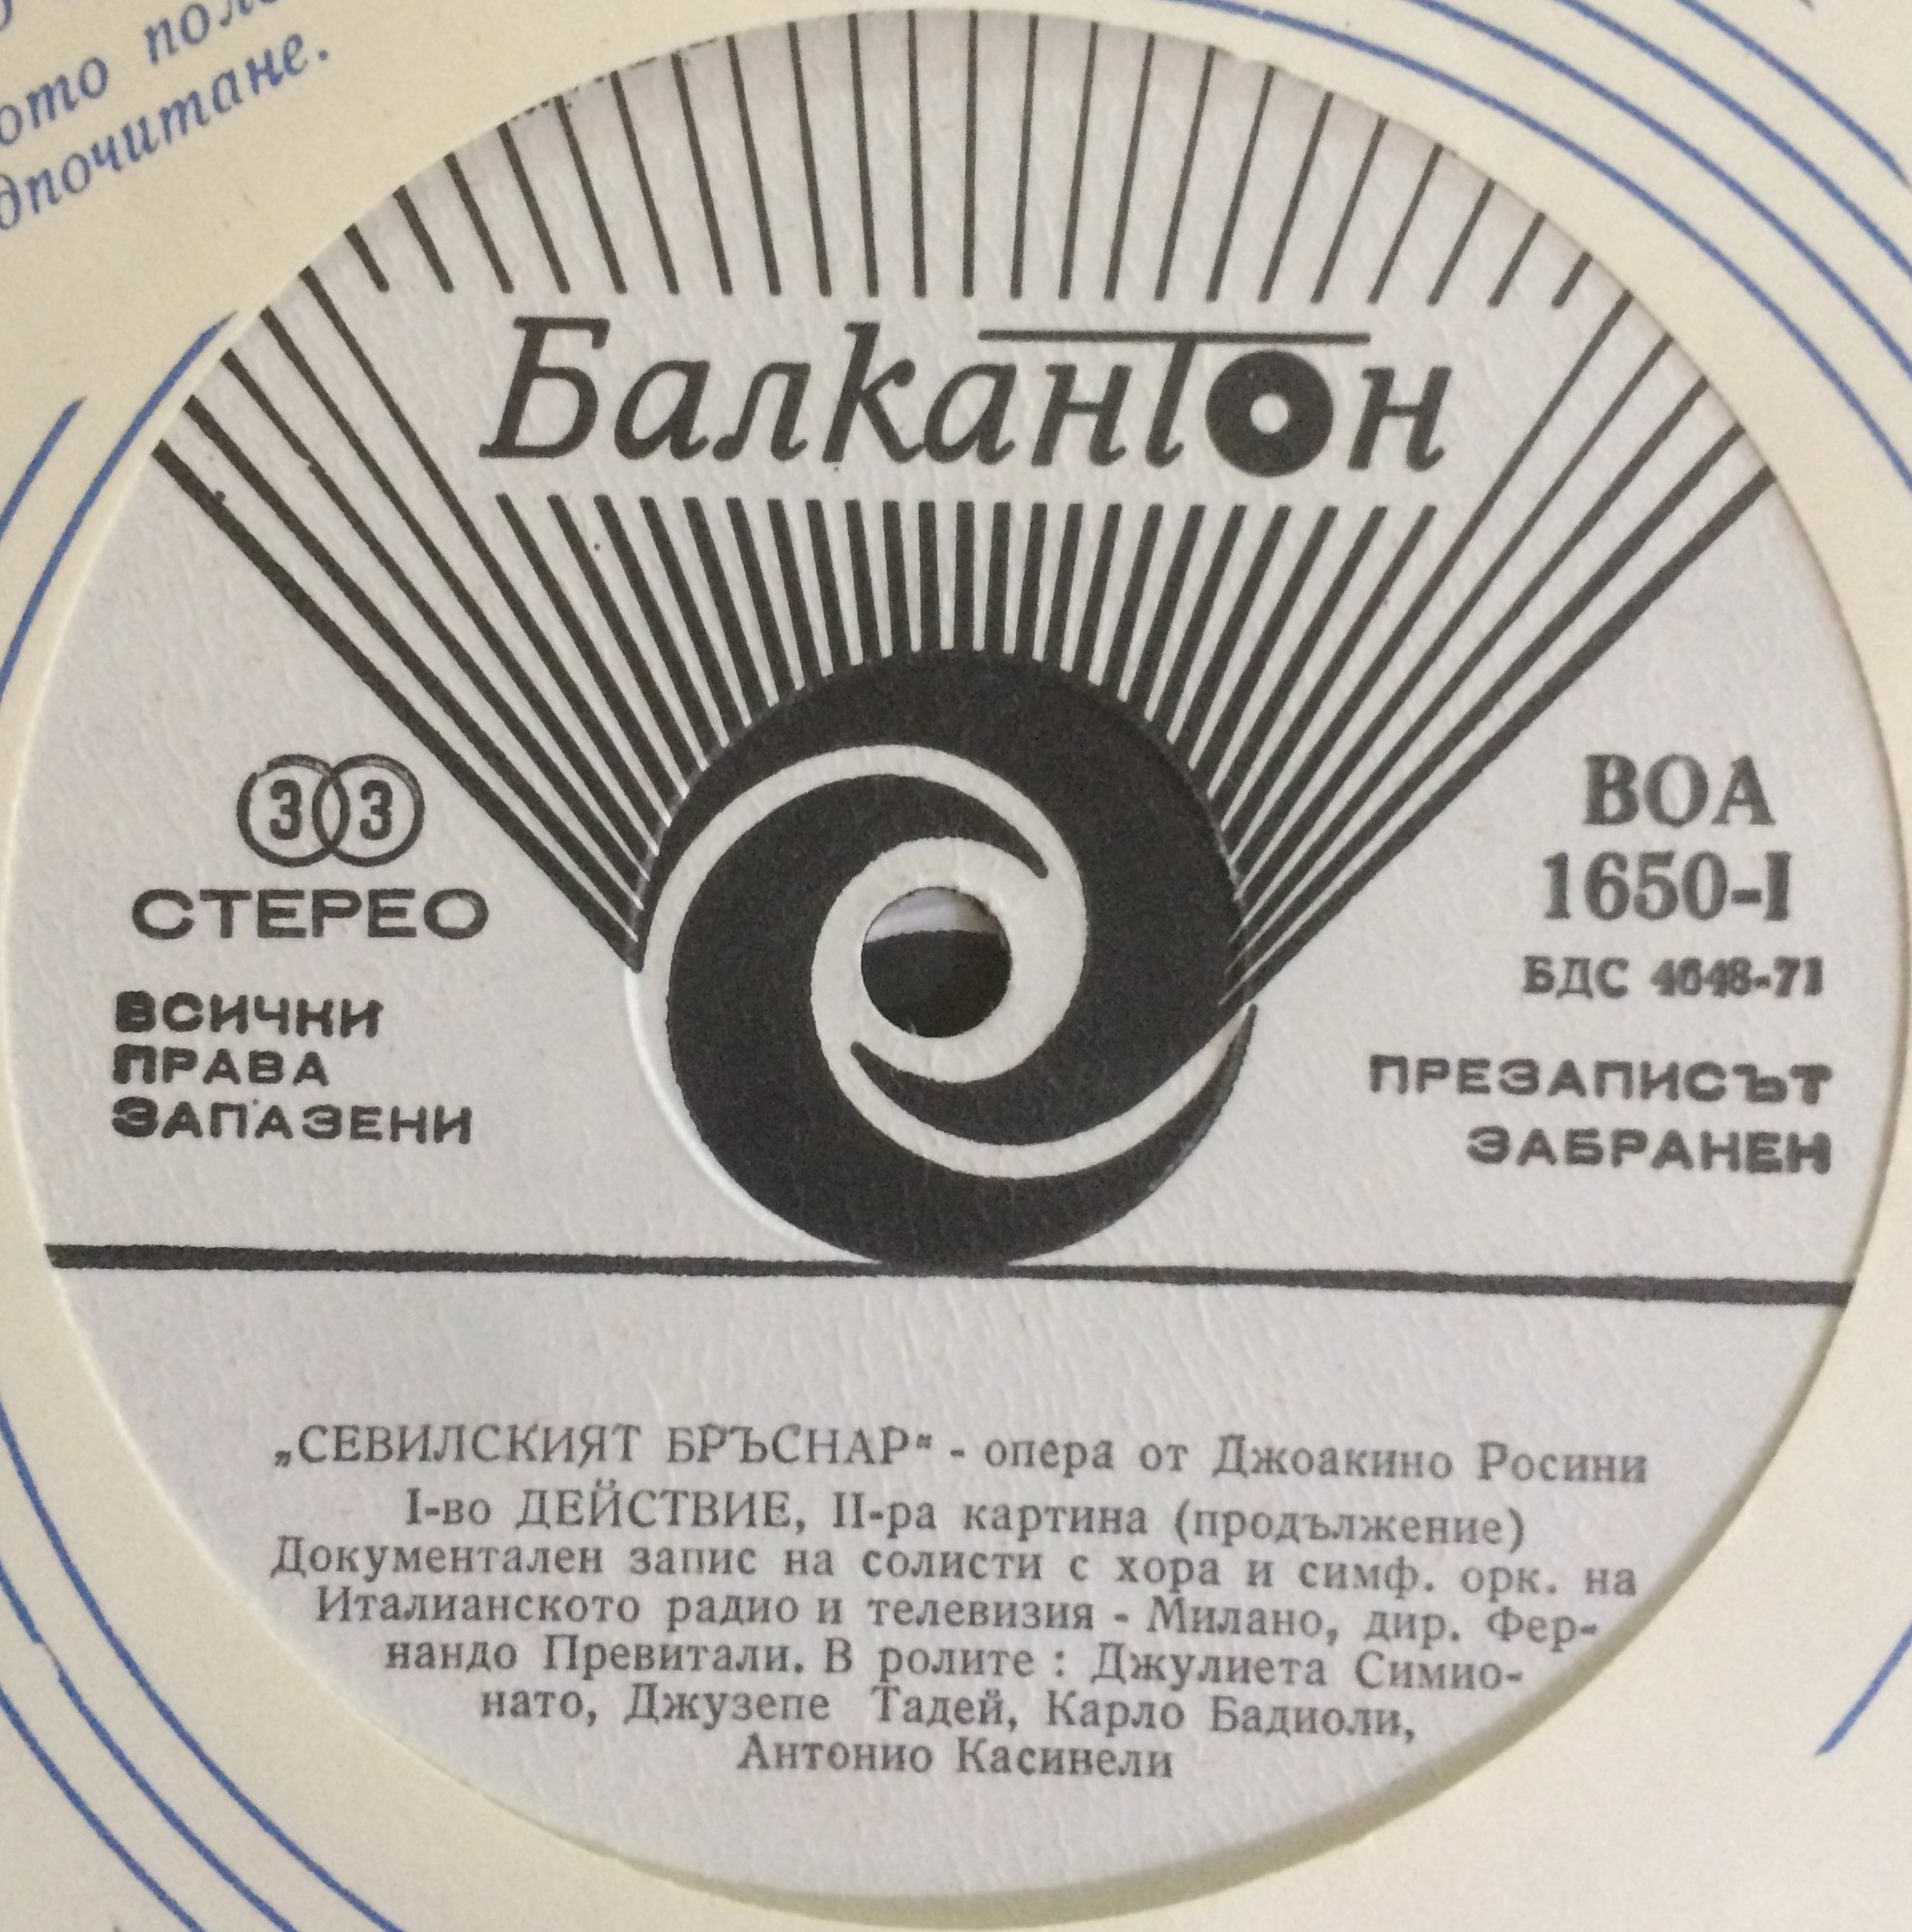 ото
дпочитане.
Балкантон
33
СТЕРЕО
ВСИЧКИ
ПРАВА
ЗАПАЗЕНИ
ВОА
1650-I
БДС 4648-71
ПРЕЗАПИСЪТ
ЗАБРАНЕН
„СЕВИЛСКИЯТ БРЪСНАР“ - опера от Джоакино Росини
I-во ДЕЙСТВИЕ, II-ра картина (продължение)
Документален запис на солисти с хора и симф. орк. на
Италианското радио и телевизия - Милано, дир. Фер-
нандо Превитали. В ролите : Джулиета Симио-
нато, Джузепе Тадей, Карло Бадиоли,
Антонио Касинели